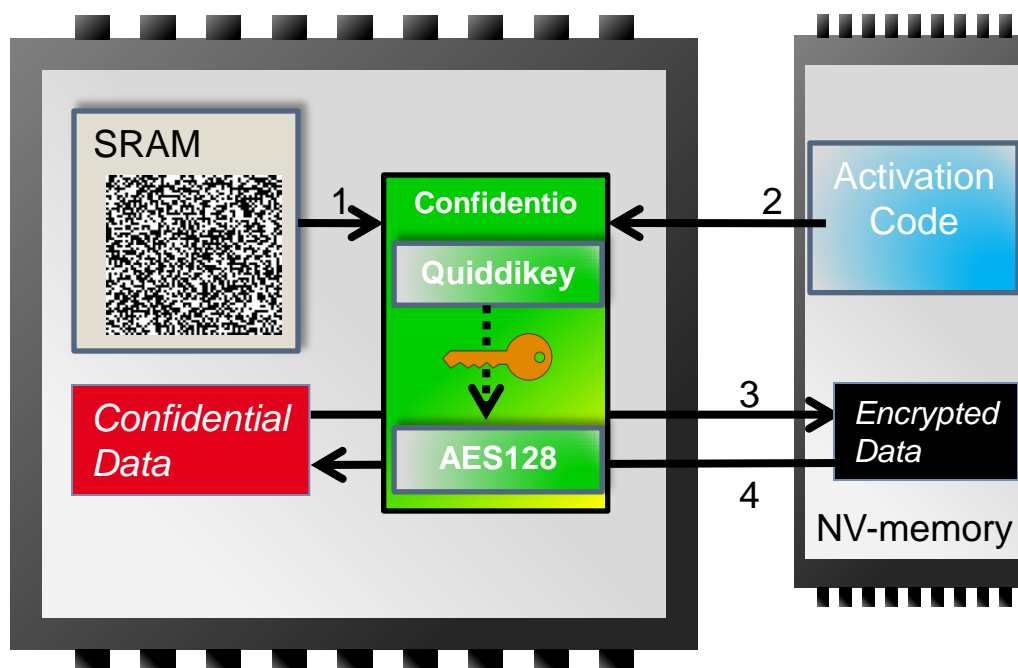 SRAM
1
Confidentio
Quiddikey
2
Activation
Code
Confidential
Data
AES128
3
4
Encrypted
Data
NV-memory